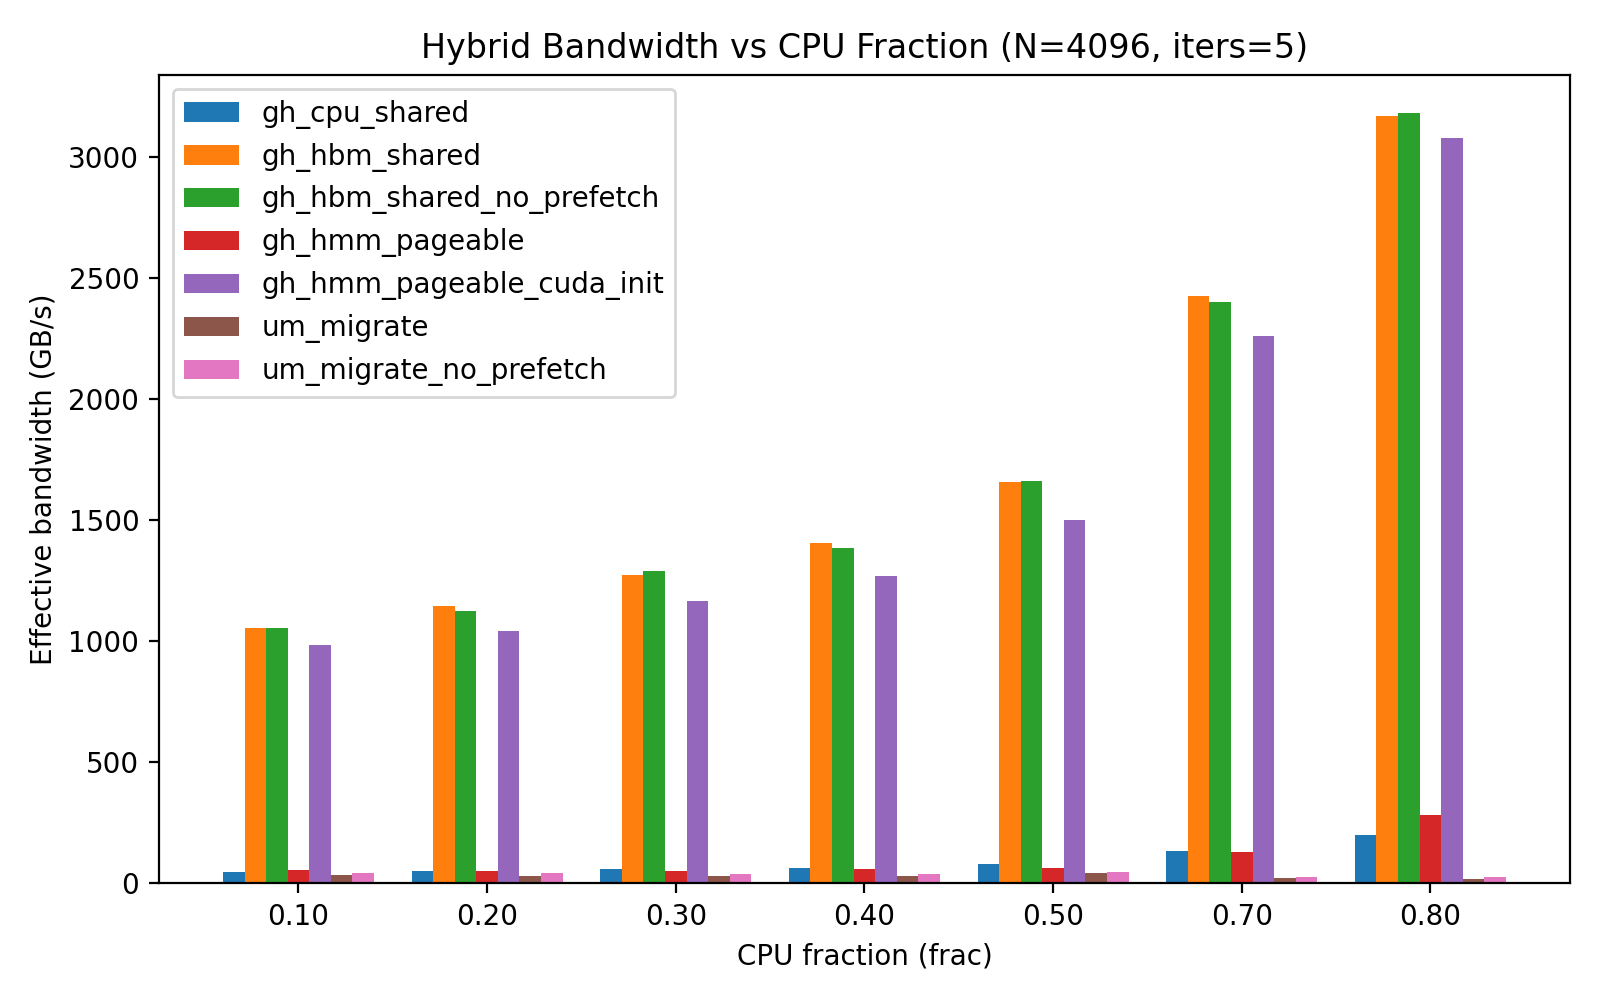 Hybrid Bandwidth vs CPU Fraction (N=4096, iters=5)
gh_cpu_shared
gh_hbm_shared
gh_hbm_shared_no_prefetch
gh_hmm_pageable
gh_hmm_pageable_cuda_init
um_migrate
um_migrate_no_prefetch
Effective bandwidth (GB/s)
3000
2500
2000
1500
1000
500
0
0.10 0.20 0.30 0.40 0.50 0.70 0.80
CPU fraction (frac)